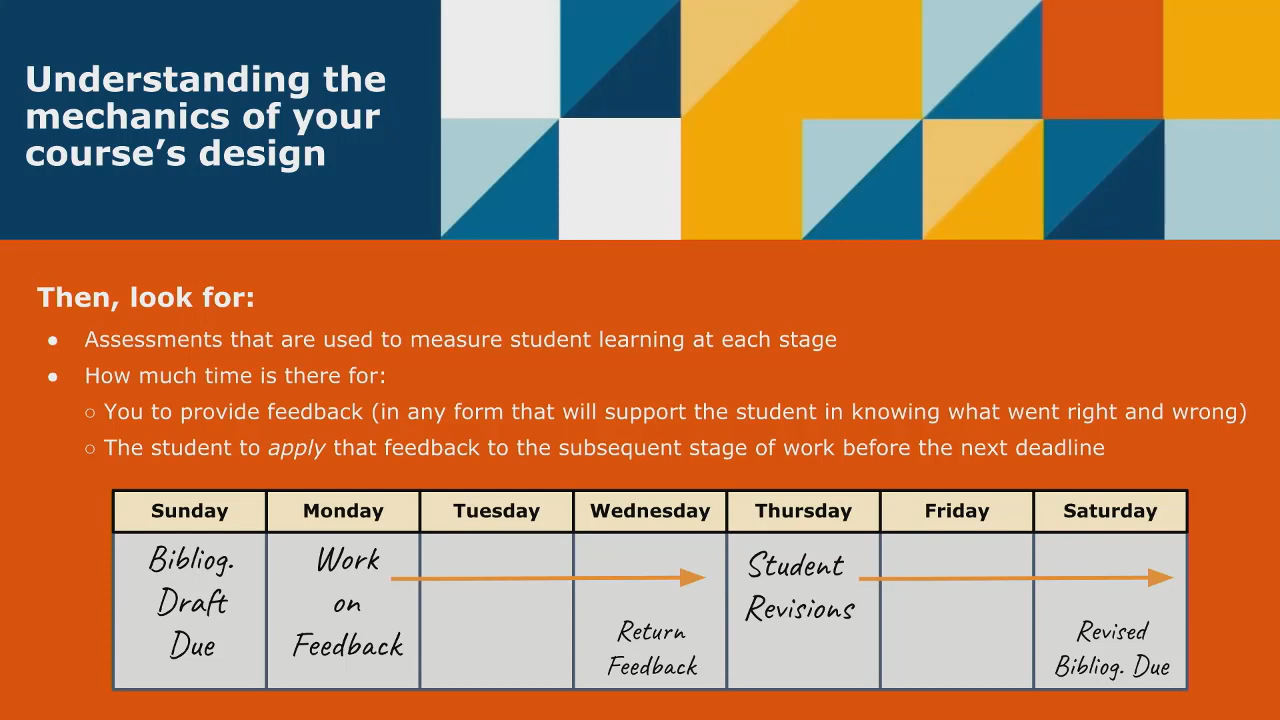 Understanding the
mechanics of your
course’s design
Then, look for:
● Assessments that are used to measure student learning at each stage
● How much time is there for:
○ You to provide feedback (in any form that will support the student in knowing what went right and wrong)
○ The student to apply that feedback to the subsequent stage of work before the next deadline
Sunday Monday Tuesday Wednesday Thursday Friday Saturday
Bibliog.
Draft
Due
Work
on
Feedback
Return
Feedback
Student
Revisions
Revised
Bibliog. Due